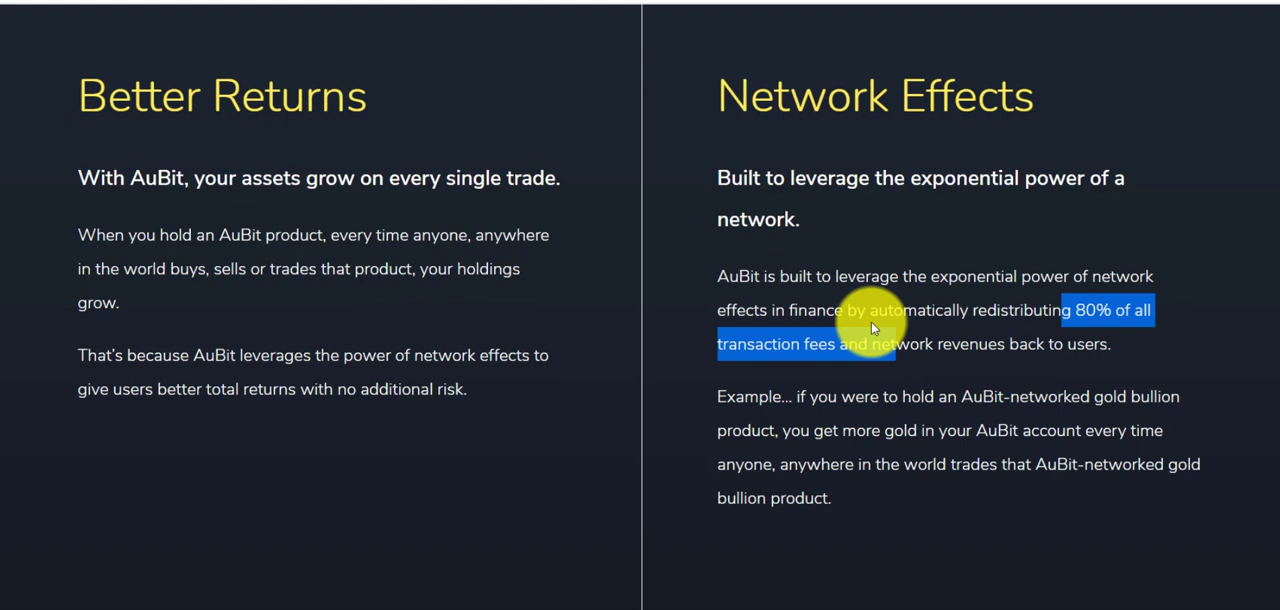 Better Returns
With AuBit, your assets grow on every single trade.
When you hold an AuBit product, every time anyone, anywhere
in the world buys, sells or trades that product, your holdings
grow.
That's because AuBit leverages the power of network effects to
give users better total returns with no additional risk.
Network Effects
Built to leverage the exponential power of a
network.
AuBit is built to leverage the exponential power of network
effects in finance by automatically redistributing 80% of all
transaction fees and network revenues back to users.
Example... if you were to hold an AuBit-networked gold bullion
product, you get more gold in your AuBit account every time
anyone, anywhere in the world trades that AuBit-networked gold
bullion product.